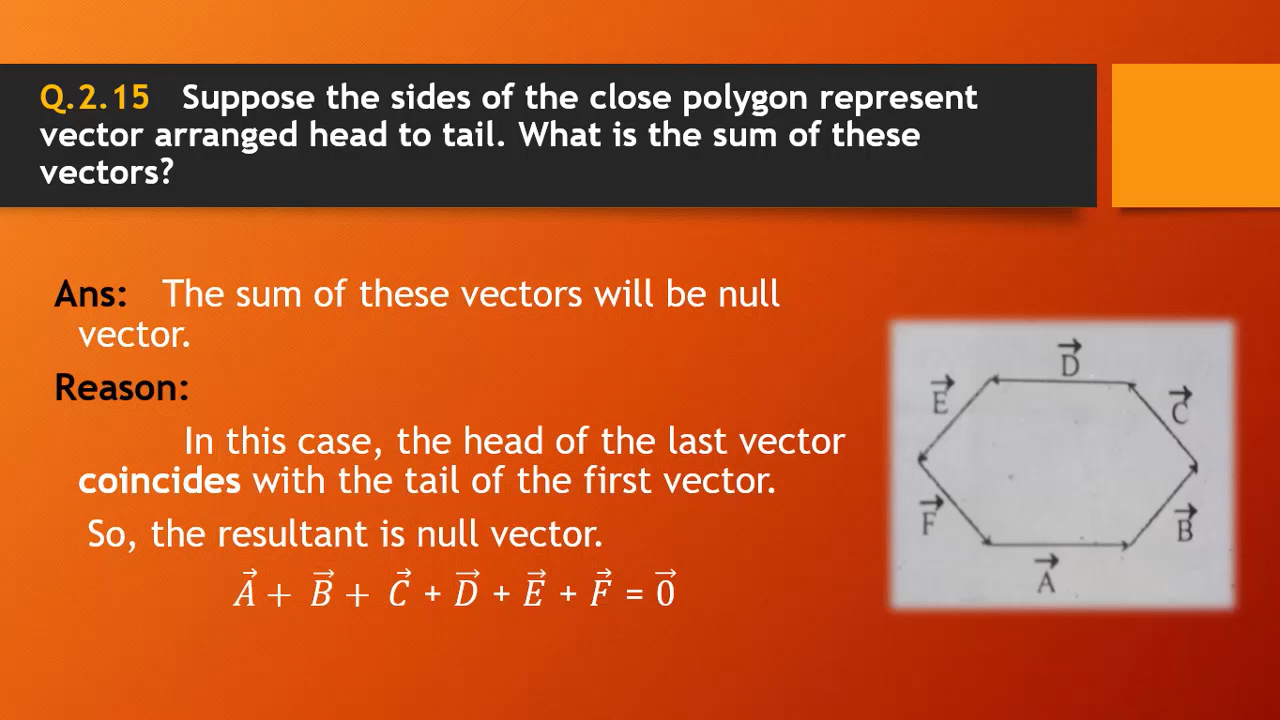 Q.2.15 Suppose the sides of the close polygon represent
vector arranged head to tail. What is the sum of these
vectors?
Ans: The sum of these vectors will be null
vector.
Reason:
In this case, the head of the last vector
coincides with the tail of the first vector.
So, the resultant is null vector.
A⃗ + B⃗ + C⃗ + D⃗ + E⃗ + F⃗ = 0⃗
D⃗
E⃗
C⃗
F⃗
B⃗
A⃗